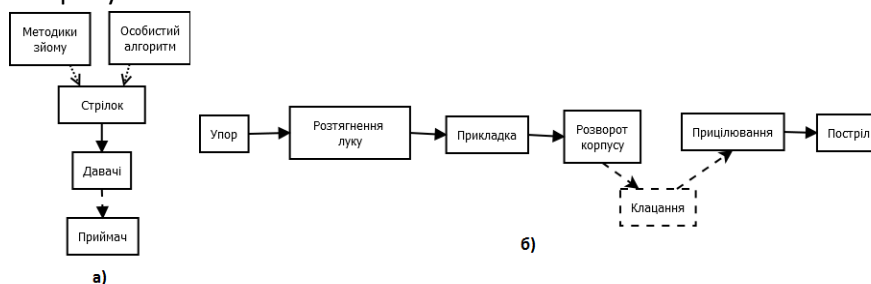 Методики
зйому
Особистий
алгоритм
Стрілок
Давачі
Приймач
а)
Упор
Розтягнення
луку
Прикладка
Розворот
корпусу
Клацання
Прицілювання
Постріл
б)